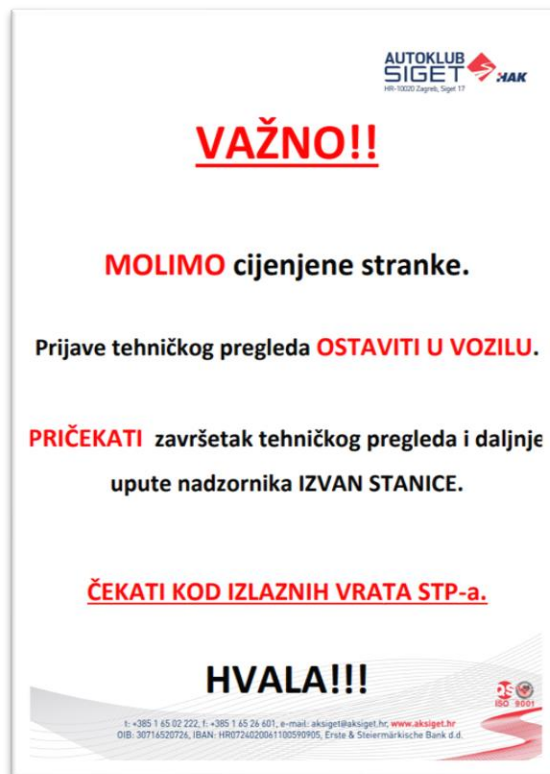 AUTOKLUB
SIGET
HAK
HR-10020 Zagreb, Siget 17
VAŽNO!!
MOLIMO cijenjene stranke.
Prijave tehničkog pregleda OSTAVITI U VOZILU.
PRIČEKATI završetak tehničkog pregleda i daljnje
upute nadzornika IZVAN STANICE.
ČEKATI KOD IZLAZNIH VRATA STP-a.
HVALA!!!
ISO 9001
t: +385 1 65 02 222, f: +385 1 65 26 601, e-mail: aksiget@aksiget.hr, www.aksiget.hr
OIB: 30716520726, IBAN: HR0724020061100590905, Erste & Steiermärkische Bank d.d.